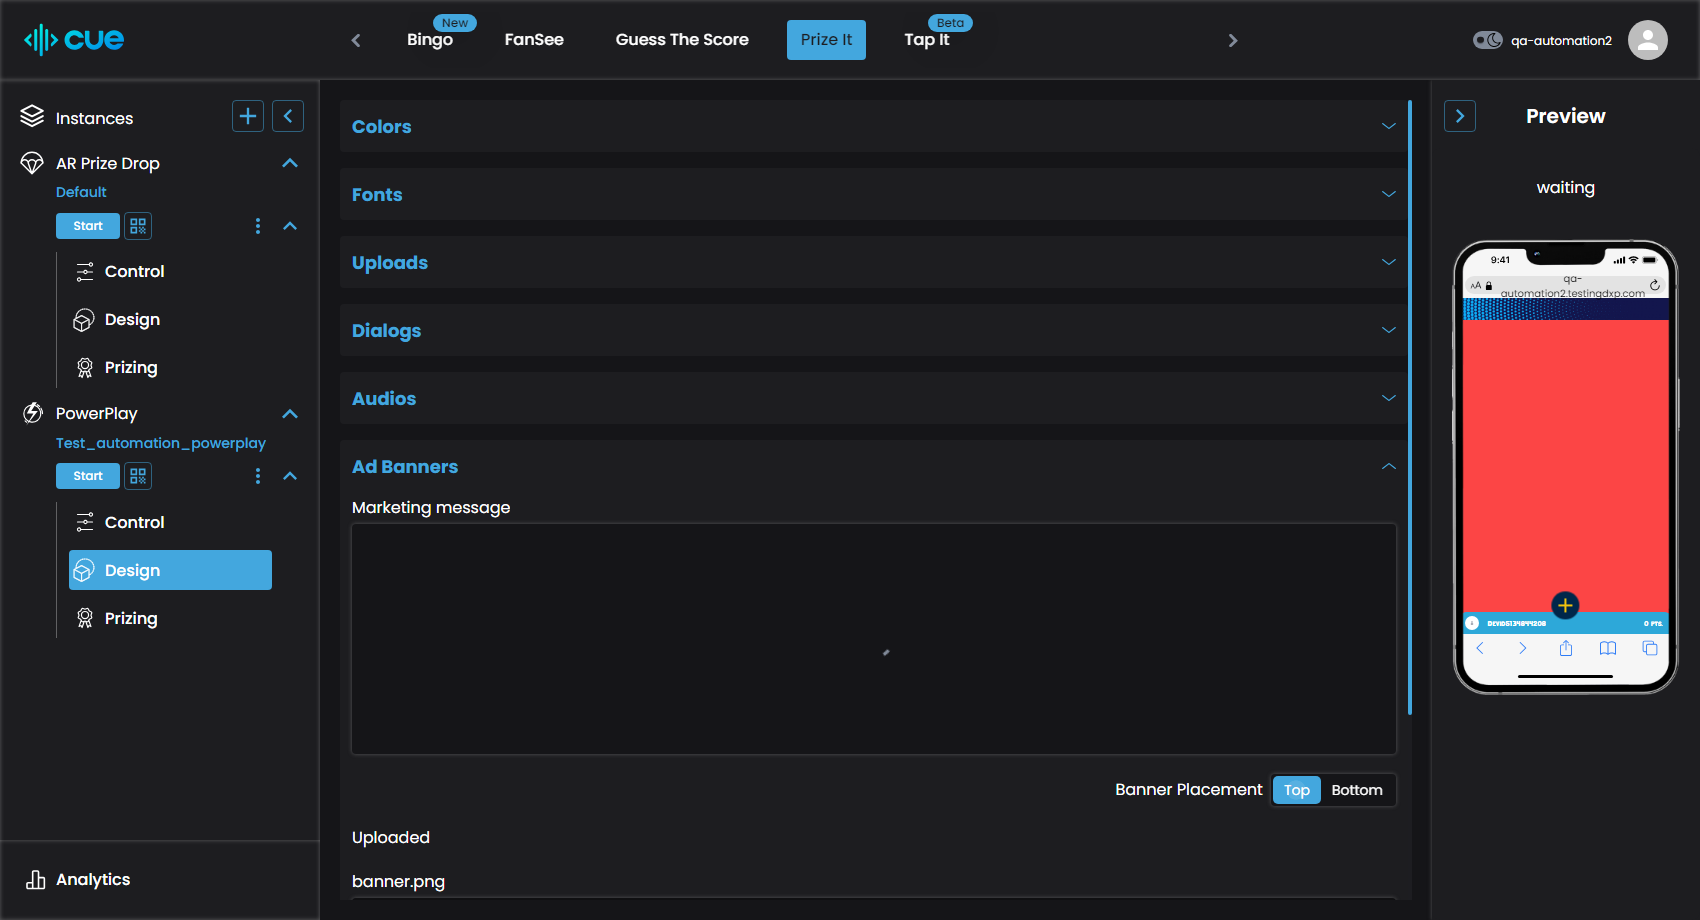 cue
Bingo
New
FanSee
Guess The Score
Prize It
Tap It
Beta
qa-automation2
Instances
AR Prize Drop
Default
Start
Control
Design
Prizing
PowerPlay
Test_automation_powerplay
Start
Control
Design
Prizing
Analytics
Colors
Fonts
Uploads
Dialogs
Audios
Ad Banners
Marketing message
Banner Placement
Top
Bottom
Uploaded
banner.png
Preview
waiting
9:41
AA
qa-
automation2.testingdxp.com
0 PTS.